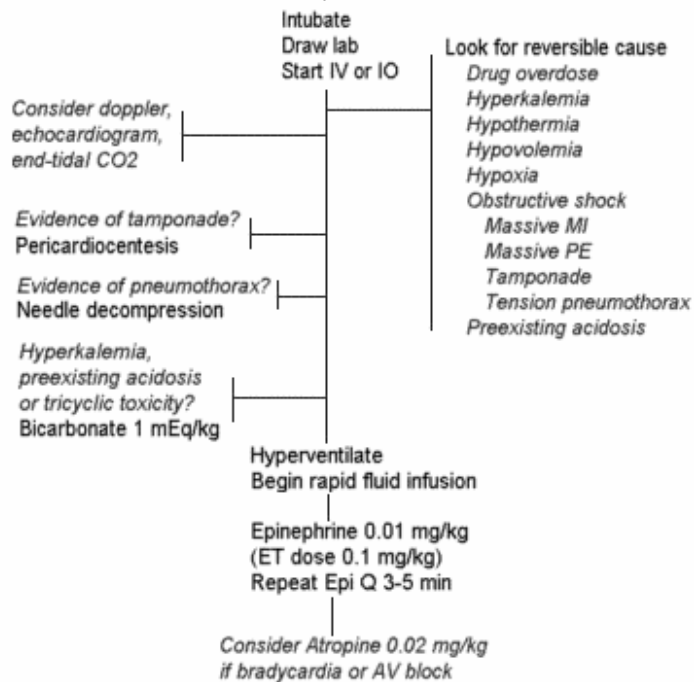 Intubate
Draw lab
Start IV or IO
Look for reversible cause
Drug overdose
Hyperkalemia
Hypothermia
Hypovolemia
Hypoxia
Obstructive shock
Massive MI
Massive PE
Tamponade
Tension pneumothorax
Preexisting acidosis
Consider doppler,
echocardiogram,
end-tidal CO2
Evidence of tamponade?
Pericardiocentesis
Evidence of pneumothorax?
Needle decompression
Hyperkalemia,
preexisting acidosis
or tricyclic toxicity?
Bicarbonate 1 mEq/kg
Hyperventilate
Begin rapid fluid infusion
Epinephrine 0.01 mg/kg
(ET dose 0.1 mg/kg)
Repeat Epi Q 3-5 min
Consider Atropine 0.02 mg/kg
if bradycardia or AV block